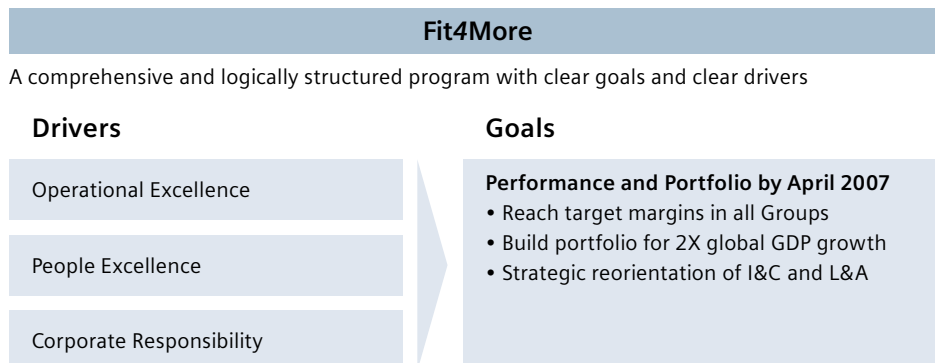 Fit4More
A comprehensive and logically structured program with clear goals and clear drivers
Drivers
Operational Excellence
People Excellence
Corporate Responsibility
Goals
Performance and Portfolio by April 2007
• Reach target margins in all Groups
• Build portfolio for 2X global GDP growth
• Strategic reorientation of I&C and L&A